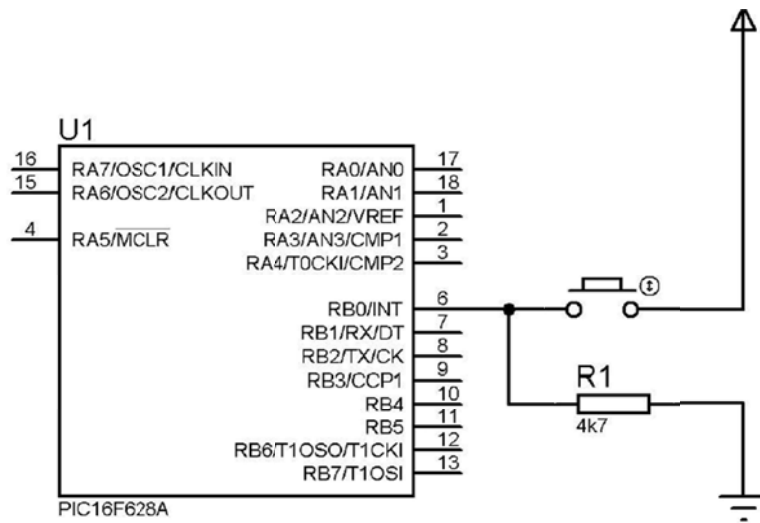 U1
16 RA7/OSC1/CLKIN RA0/AN0 17
15 RA6/OSC2/CLKOUT RA1/AN1 18
RA2/AN2/VREF 1
4 RA5/MCLR RA3/AN3/CMP1 2
RA4/T0CKI/CMP2 3
RB0/INT 6
RB1/RX/DT 7
RB2/TX/CK 8
RB3/CCP1 9
RB4 10
RB5 11
RB6/T1OSO/T1CKI 12
RB7/T1OSI 13
PIC16F628A
R1
4k7